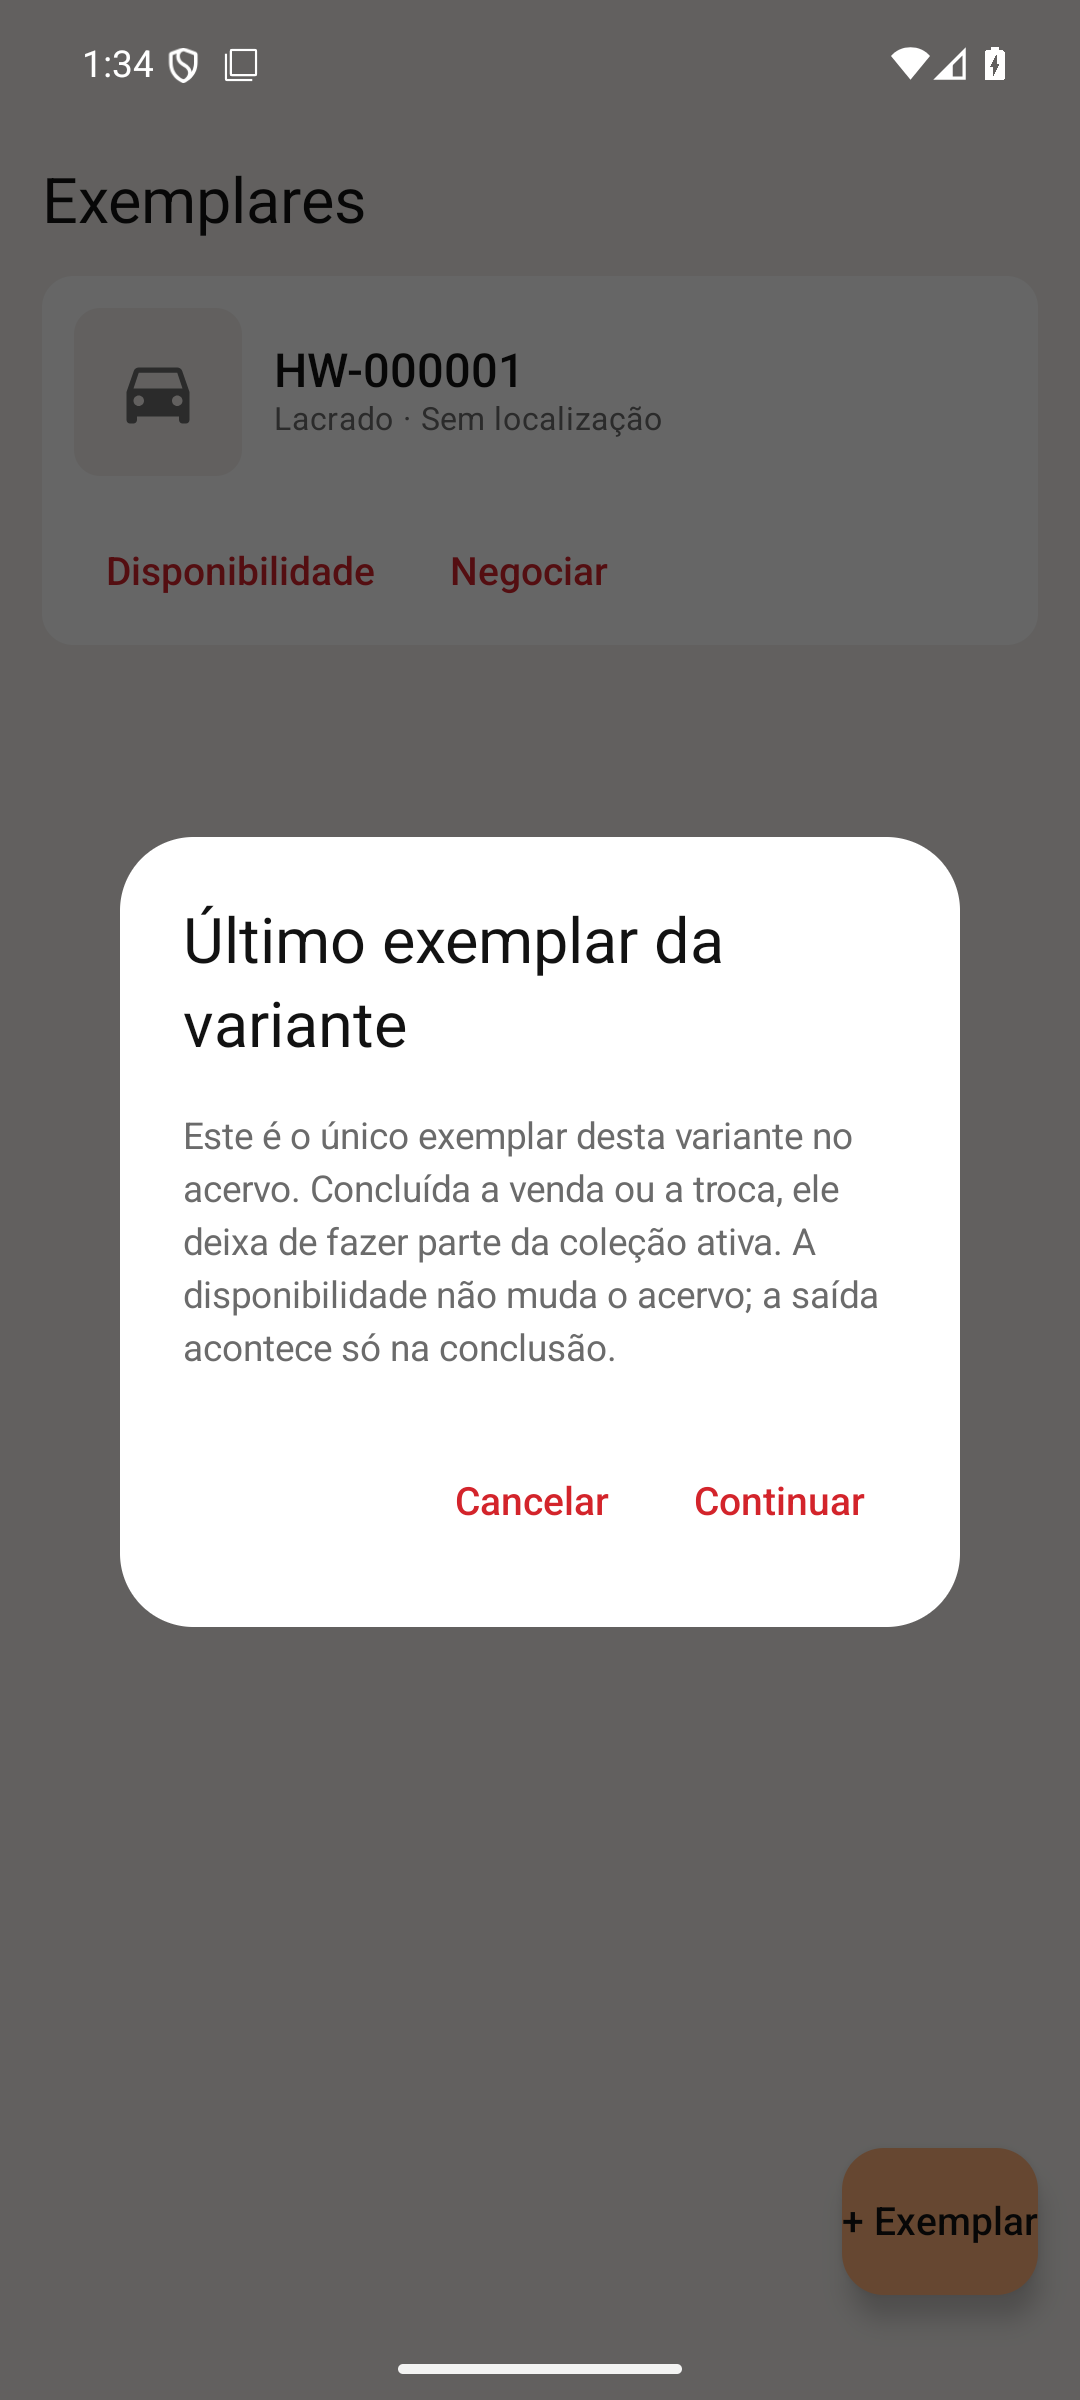 1:34
Exemplares
HW-000001
Lacrado · Sem localização
Disponibilidade
Negociar
Último exemplar da
variante
Este é o único exemplar desta variante no
acervo. Concluída a venda ou a troca, ele
deixa de fazer parte da coleção ativa. A
disponibilidade não muda o acervo; a saída
acontece só na conclusão.
Cancelar
Continuar
+ Exemplar